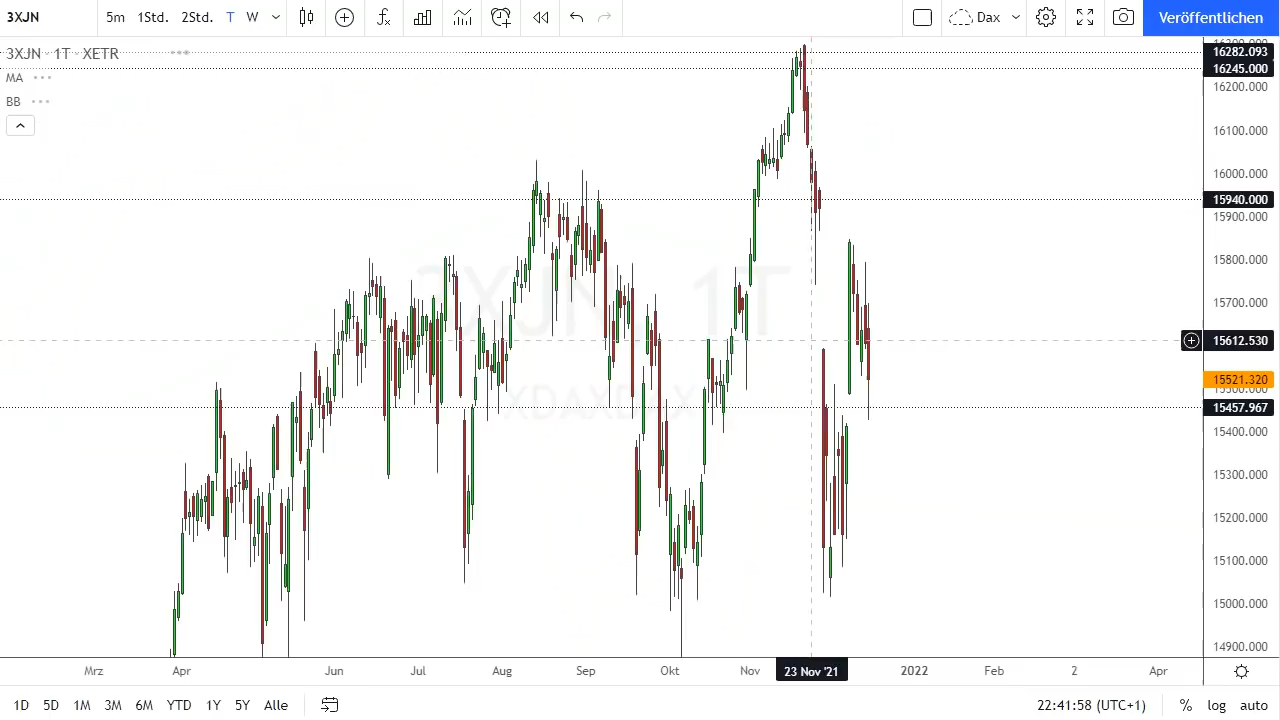 3XJN 5m 1Std. 2Std. T W Dax Veröffentlichen
3XJN · 1T · XETR
MA
BB
3XJN, 1T
XDAXDAX
16282.093
16245.000
16200.000
16100.000
16000.000
15940.000
15900.000
15800.000
15700.000
15612.530
15521.320
15457.967
15400.000
15300.000
15200.000
15100.000
15000.000
14900.000
Mrz Apr Jun Jul Aug Sep Okt Nov 23 Nov '21 2022 Feb 2 Apr
1D 5D 1M 3M 6M YTD 1Y 5Y Alle 22:41:58 (UTC+1) % log auto